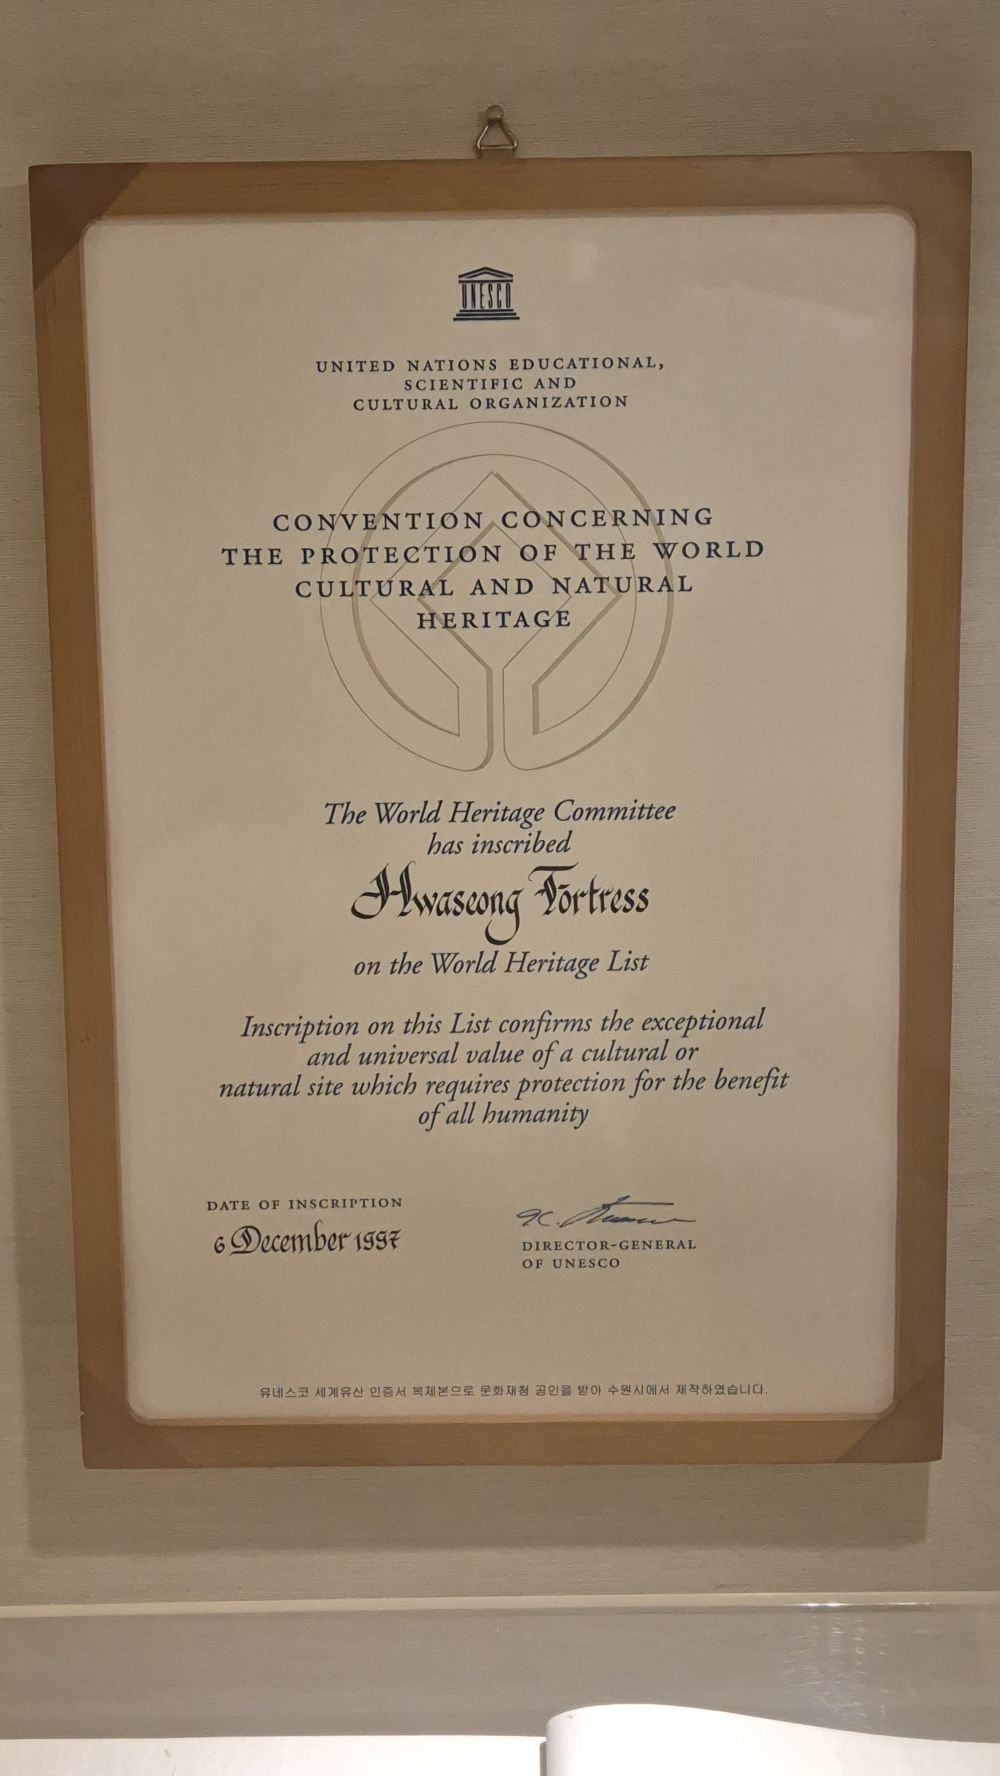 UNESCO
UNITED NATIONS EDUCATIONAL,
SCIENTIFIC AND
CULTURAL ORGANIZATION
CONVENTION CONCERNING
THE PROTECTION OF THE WORLD
CULTURAL AND NATURAL
HERITAGE
The World Heritage Committee
has inscribed
Hwaseong Fortress
on the World Heritage List
Inscription on this List confirms the exceptional
and universal value of a cultural or
natural site which requires protection for the benefit
of all humanity
DATE OF INSCRIPTION
6 December 1997
DIRECTOR-GENERAL
OF UNESCO
유네스코 세계유산 인증서 복제본으로 문화재청 공인을 받아 수원시에서 제작하였습니다.